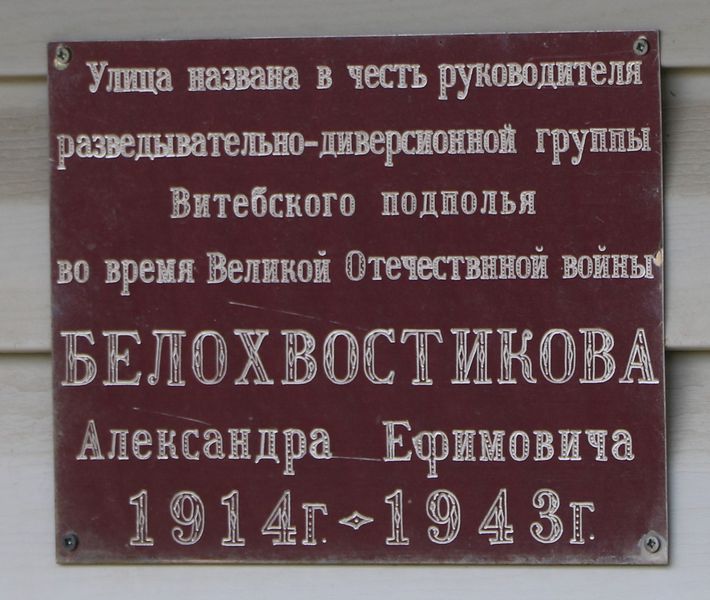 Улица названа в честь руководителя
разведывательно-диверсионной группы
Витебского подполья
во время Великой Отечествнной войны
БЕЛОХВОСТИКОВА
Александра Ефимовича
1914г-1943г.